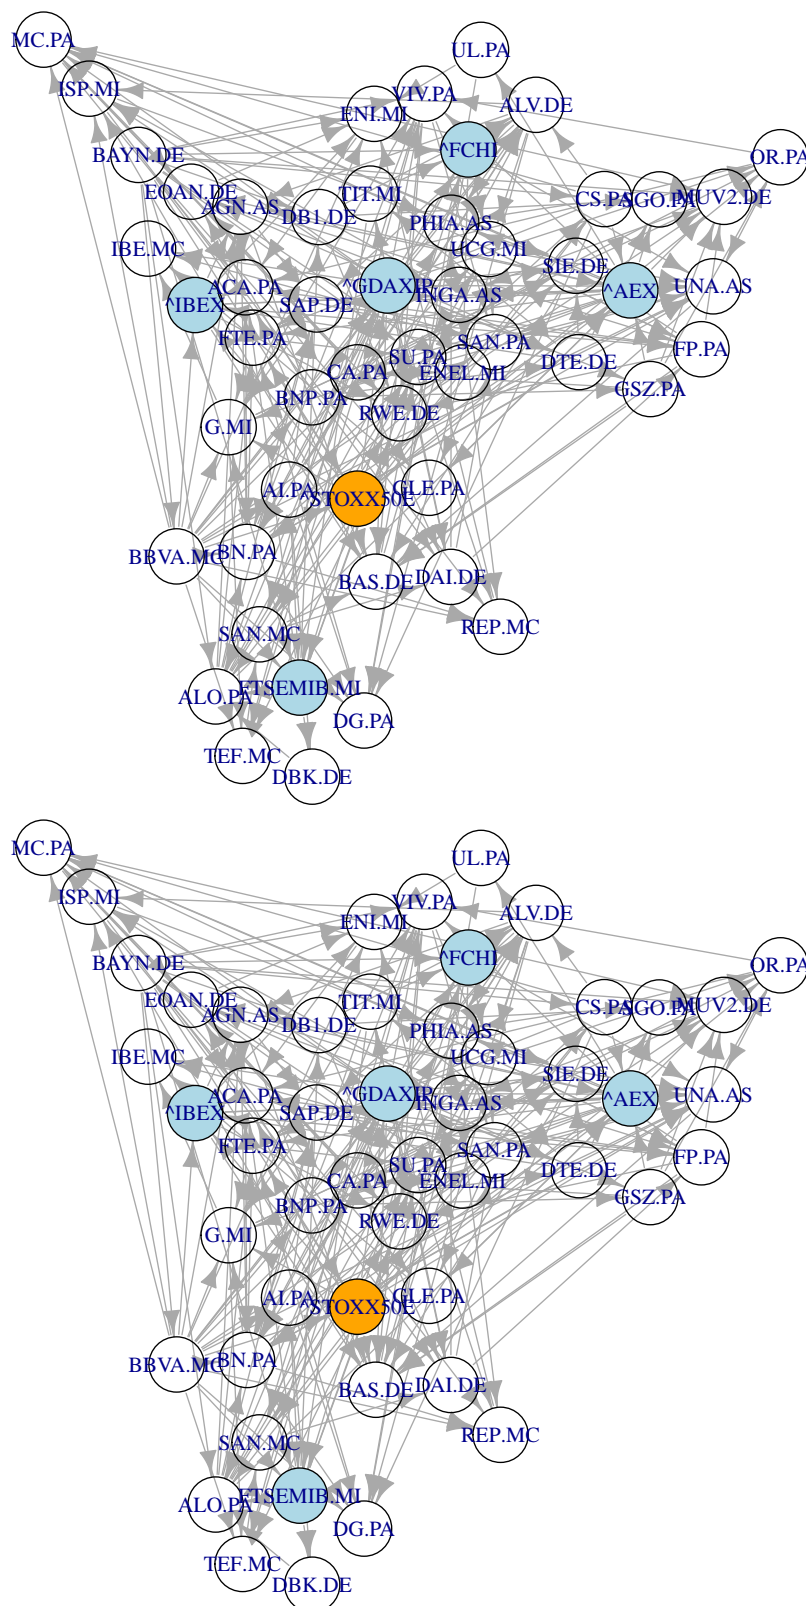 MC.PA
UL.PA
ISP.MI
VIV.PA
ALV.DE
ENI.MI
^FCHI
BAYN.DE
OR.PA
EOAN.DE
AGN.AS
TIT.MI
DB1.DE
CS.PA
SGO.PA
MUV2.DE
PHIA.AS
IBE.MC
UCG.MI
SIE.DE
ACA.PA
^GDAXIP
^IBEX
SAP.DE
INGA.AS
^AEX
UNA.AS
FTE.PA
SAN.PA
SU.PA
FP.PA
CA.PA
ENEL.MI
DTE.DE
BNP.PA
GSZ.PA
RWE.DE
G.MI
AI.PA
^STOXX50E
GLE.PA
BBVA.MC
BN.PA
BAS.DE
DAI.DE
SAN.MC
REP.MC
ALO.PA
FTSEMIB.MI
DG.PA
TEF.MC
DBK.DE
MC.PA
UL.PA
ISP.MI
VIV.PA
ALV.DE
ENI.MI
^FCHI
BAYN.DE
OR.PA
EOAN.DE
AGN.AS
TIT.MI
DB1.DE
CS.PA
SGO.PA
MUV2.DE
PHIA.AS
IBE.MC
UCG.MI
SIE.DE
ACA.PA
^GDAXIP
^IBEX
SAP.DE
INGA.AS
^AEX
UNA.AS
FTE.PA
SAN.PA
SU.PA
FP.PA
CA.PA
ENEL.MI
DTE.DE
BNP.PA
GSZ.PA
RWE.DE
G.MI
AI.PA
^STOXX50E
GLE.PA
BBVA.MC
BN.PA
BAS.DE
DAI.DE
SAN.MC
REP.MC
ALO.PA
FTSEMIB.MI
DG.PA
TEF.MC
DBK.DE